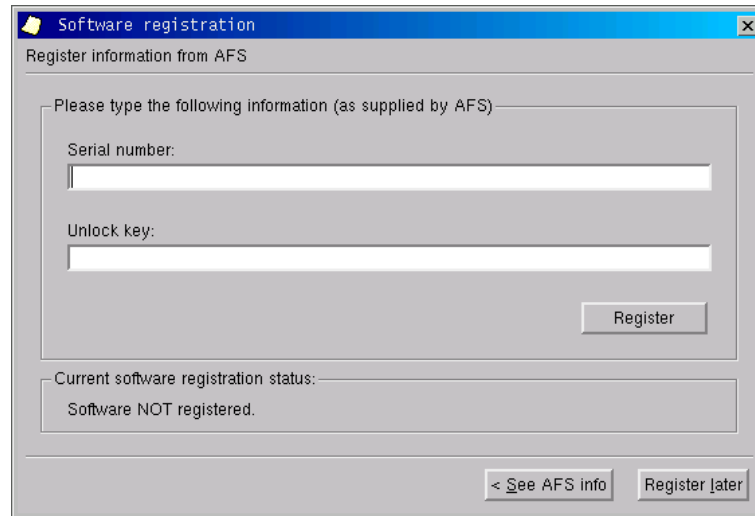 Software registration
Register information from AFS
Please type the following information (as supplied by AFS)
Serial number:
Unlock key:
Register
Current software registration status:
Software NOT registered.
< See AFS info
Register later